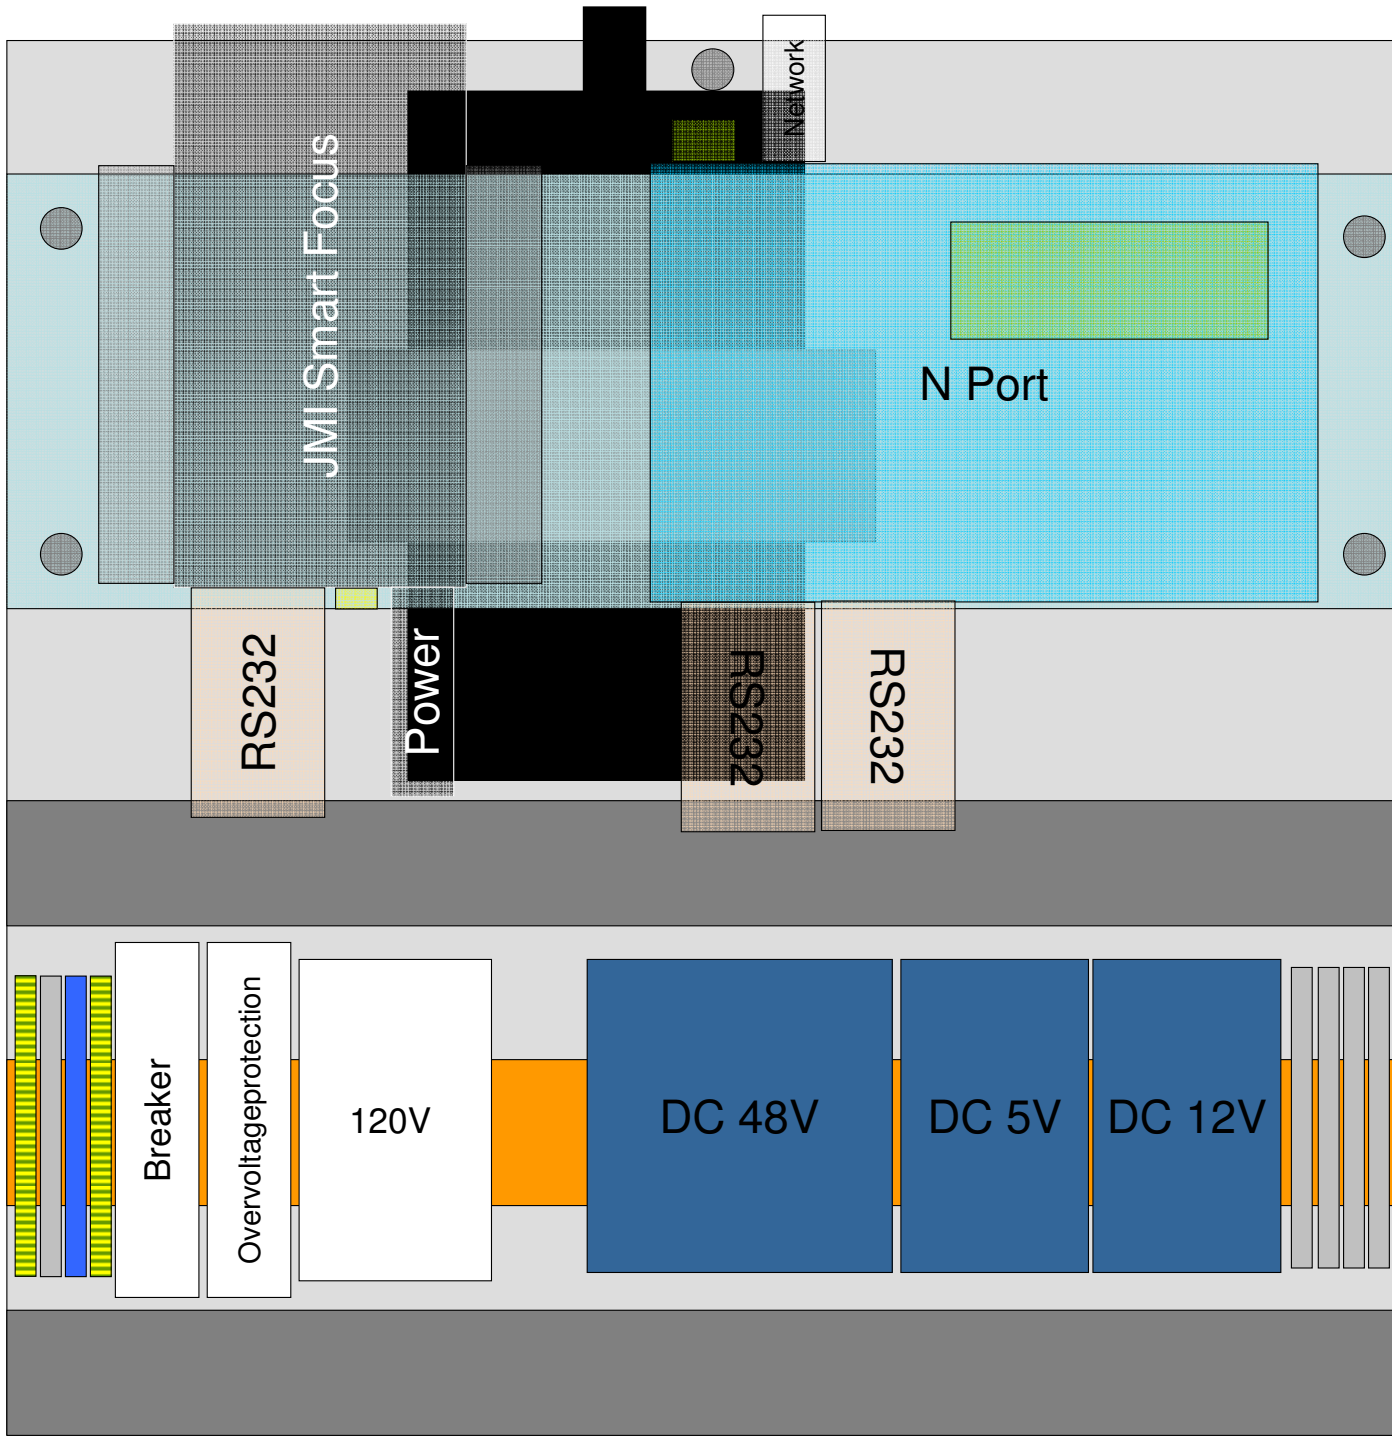 Network
JMI Smart Focus
N Port
RS232
Power
RS232
RS232
Breaker
Overvoltageprotection
120V
DC 48V
DC 5V
DC 12V